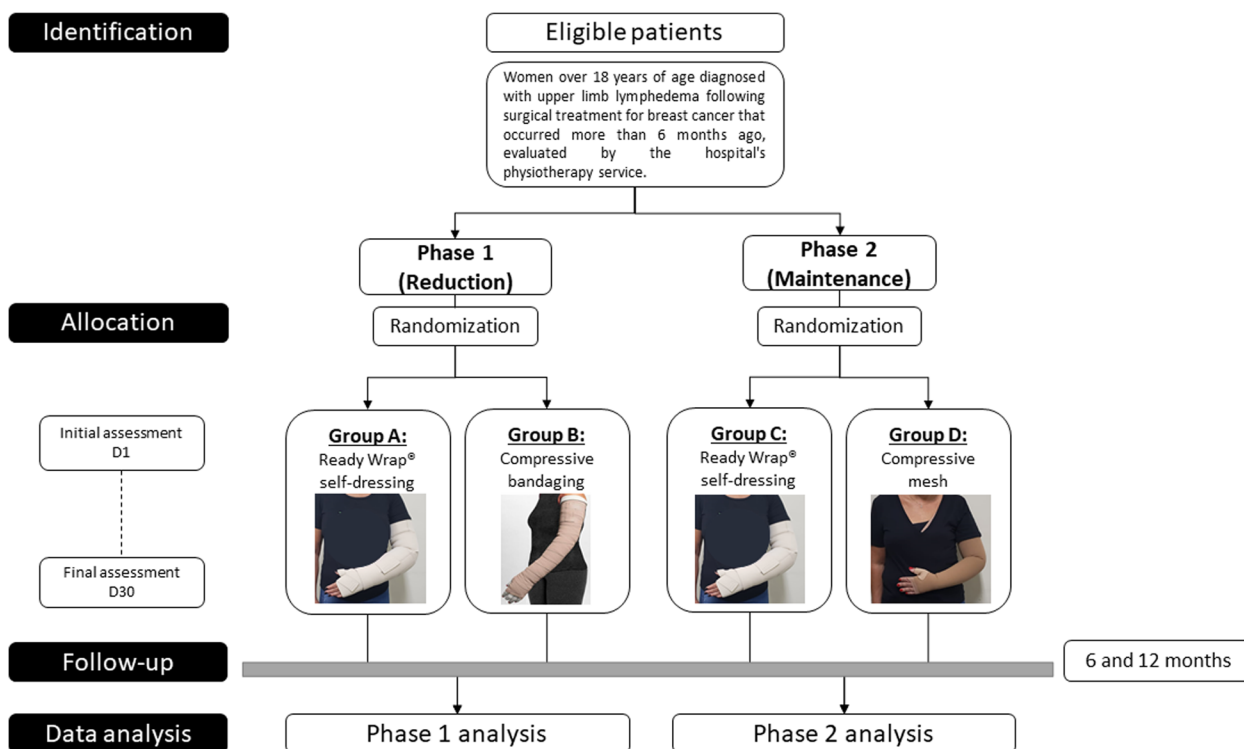 Identification
Eligible patients
Women over 18 years of age diagnosed
with upper limb lymphedema following
surgical treatment for breast cancer that
occurred more than 6 months ago,
evaluated by the hospital's
physiotherapy service.
Phase 1
(Reduction)
Phase 2
(Maintenance)
Allocation
Randomization
Randomization
Initial assessment
D1
Final assessment
D30
Group A:
Ready Wrap®
self-dressing
Group B:
Compressive
bandaging
Group C:
Ready Wrap®
self-dressing
Group D:
Compressive
mesh
Follow-up
6 and 12 months
Data analysis
Phase 1 analysis
Phase 2 analysis